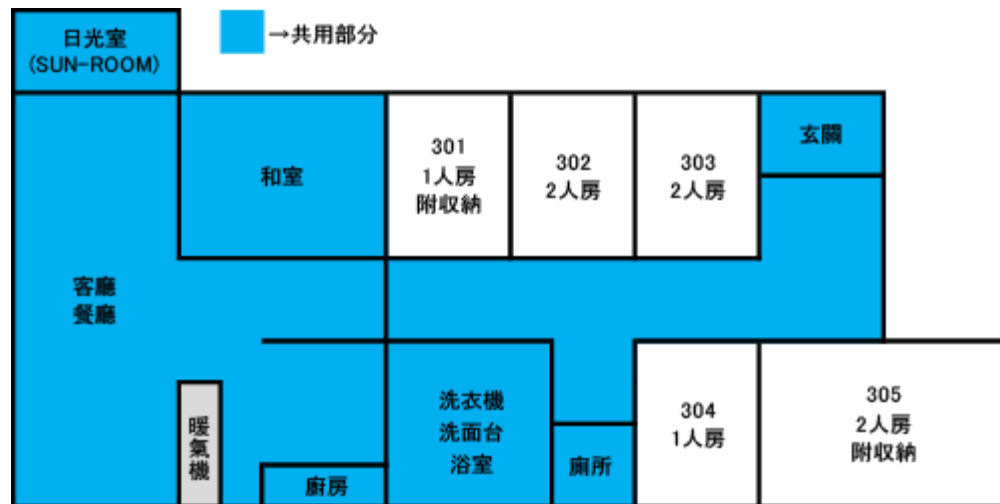 日光室
(SUN-ROOM)
→共用部分
和室
301
1人房
附収納
302
2人房
303
2人房
玄關
客廳
餐廳
暖
氣
機
廚房
洗衣機
洗面台
浴室
廁所
304
1人房
305
2人房
附収納